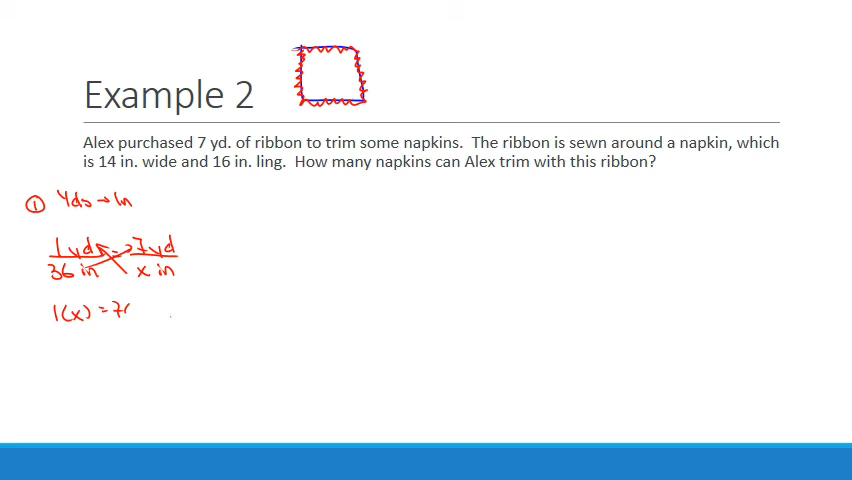 Example 2
Alex purchased 7 yd. of ribbon to trim some napkins. The ribbon is sewn around a napkin, which
is 14 in. wide and 16 in. ling. How many napkins can Alex trim with this ribbon?
① Yds → In
1 yd = 7 yd
36 in x in
1(x) = 7(